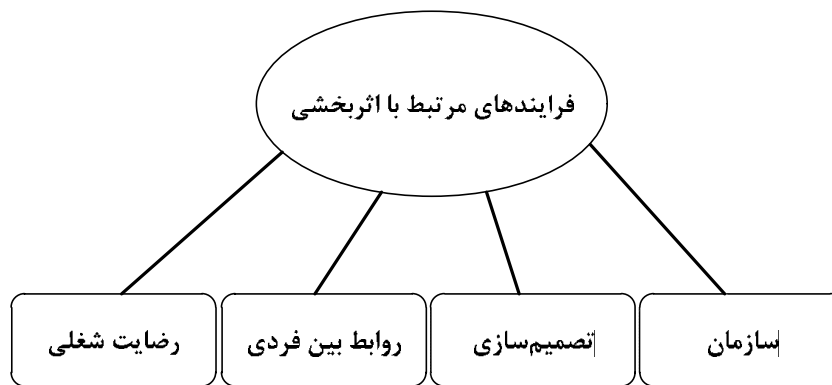 فرایندهای مرتبط با اثربخشی
سازمان
تصمیم‌سازی
روابط بین فردی
رضایت شغلی